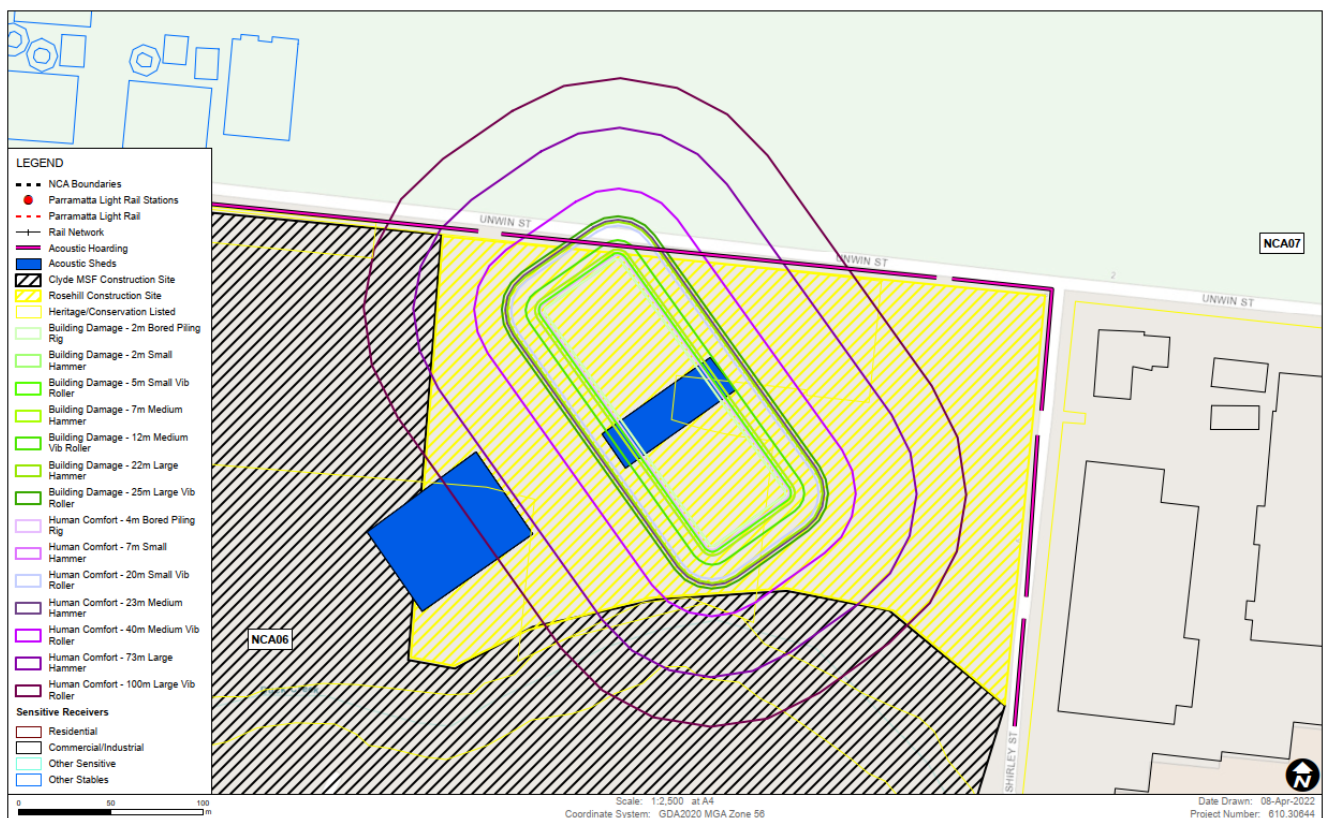 UNWIN ST
UNWIN ST
NCA07
2
UNWIN ST
LEGEND
NCA Boundaries
Parramatta Light Rail Stations
Parramatta Light Rail
Rail Network
Acoustic Hoarding
Acoustic Sheds
Clyde MSF Construction Site
Rosehill Construction Site
Heritage/Conservation Listed
Building Damage - 2m Bored Piling
Rig
Building Damage - 2m Small
Hammer
Building Damage - 5m Small Vib
Roller
Building Damage - 7m Medium
Hammer
Building Damage - 12m Medium
Vib Roller
Building Damage - 22m Large
Hammer
Building Damage - 25m Large Vib
Roller
Human Comfort - 4m Bored Piling
Rig
Human Comfort - 7m Small
Hammer
Human Comfort - 20m Small Vib
Roller
Human Comfort - 23m Medium
Hammer
Human Comfort - 40m Medium Vib
Roller
Human Comfort - 73m Large
Hammer
Human Comfort - 100m Large Vib
Roller
Sensitive Receivers
Residential
Commercial/Industrial
Other Sensitive
Other Stables
NCA06
SHIRLEY ST
N
0 50 100
m
Scale: 1:2,500 at A4
Coordinate System: GDA2020 MGA Zone 56
Date Drawn: 08-Apr-2022
Project Number: 610.30644